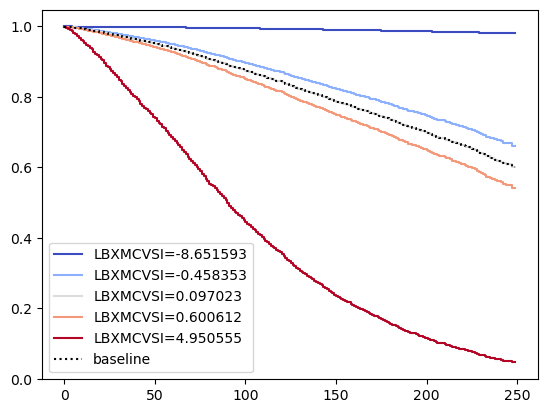 1.0
0.8
0.6
0.4
0.2
0.0
LBXMCVSI=-8.651593
LBXMCVSI=-0.458353
LBXMCVSI=0.097023
LBXMCVSI=0.600612
LBXMCVSI=4.950555
baseline
0 50 100 150 200 250